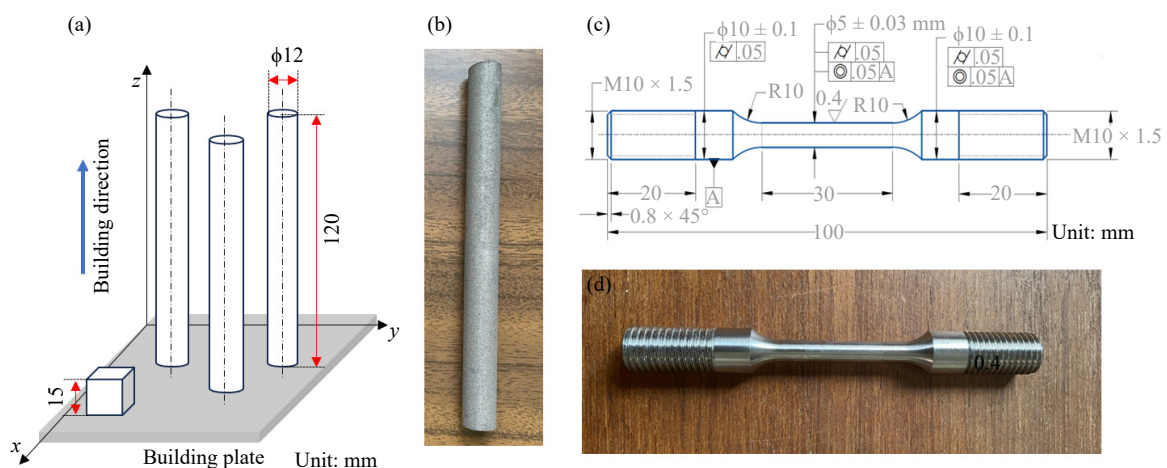 (a)
ϕ12
z
Building direction
120
y
15
x
Building plate
Unit: mm
(b)
(c)
ϕ10 ± 0.1
⌭ .05
ϕ5 ± 0.03 mm
⌭ .05
◎ .05 A
ϕ10 ± 0.1
⌭ .05
◎ .05 A
M10 × 1.5
R10
0.4
R10
M10 × 1.5
20
A
30
20
0.8 × 45°
100
Unit: mm
(d)
0.4